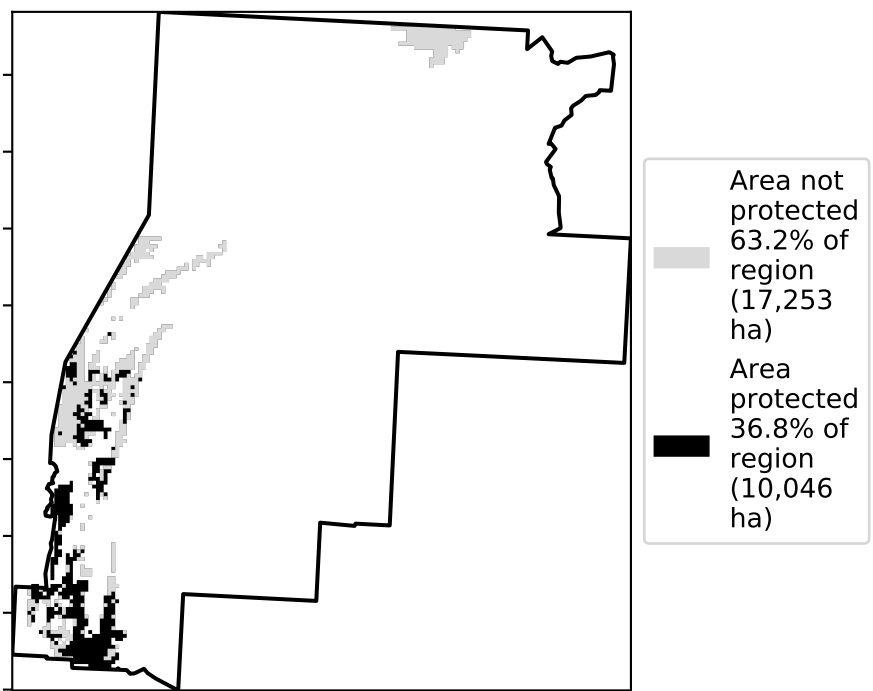 Area not
protected
63.2% of
region
(17,253
ha)
Area
protected
36.8% of
region
(10,046
ha)